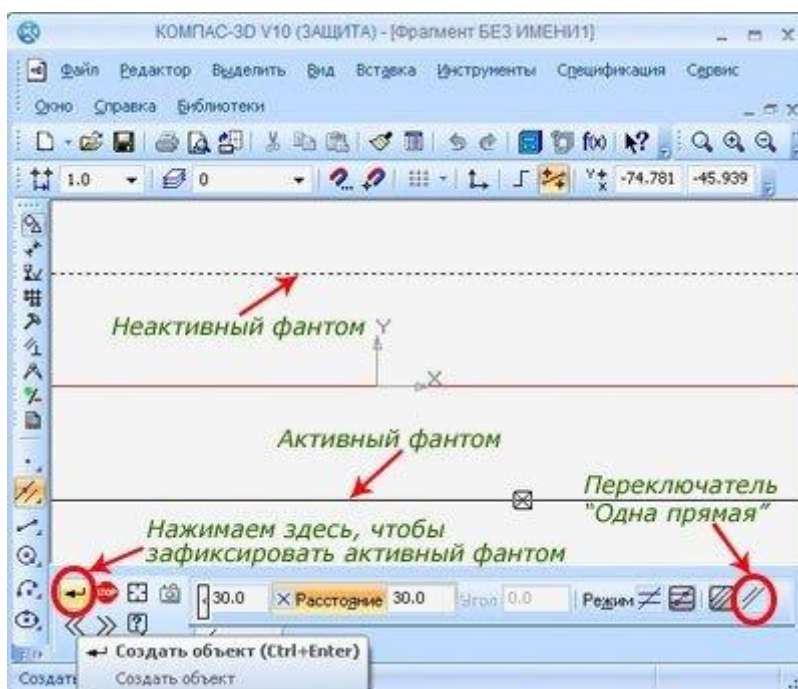 КОМПАС-3D V10 (ЗАЩИТА) - [Фрагмент БЕЗ ИМЕНИ1]
Файл Редактор Выделить Вид Вставка Инструменты Спецификация Сервис
Окно Справка Библиотеки
1.0 0 -74.781 -45.939
Неактивный фантом
Y
X
Активный фантом
Переключатель
"Одна прямая"
Нажимаем здесь, чтобы
зафиксировать активный фантом
STOP 30.0 Расстояние 30.0 Угол 0.0 Режим
Создать объект (Ctrl+Enter)
Создать объект